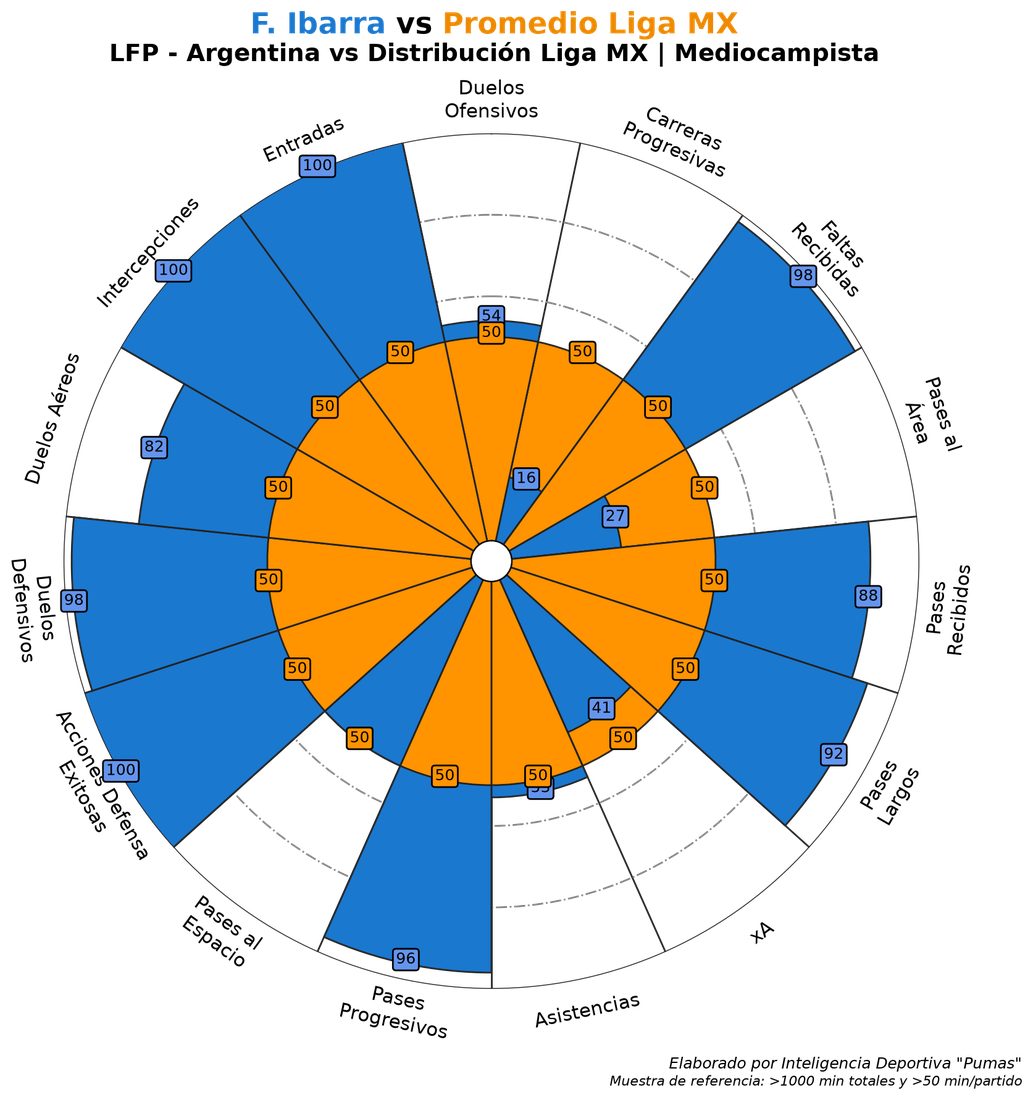 F. Ibarra vs Promedio Liga MX
LFP - Argentina vs Distribución Liga MX | Mediocampista
Duelos
Ofensivos
54
50
Carreras
Progresivas
50
16
Faltas
Recibidas
98
50
Pases al
Área
50
27
Pases
Recibidos
88
50
Pases
Largos
92
50
xA
50
41
Asistencias
50
Pases
Progresivos
96
50
Pases al
Espacio
50
Acciones Defensa
Exitosas
100
50
Duelos
Defensivos
98
50
Duelos Aéreos
82
50
Intercepciones
100
50
Entradas
100
50
Elaborado por Inteligencia Deportiva "Pumas"
Muestra de referencia: >1000 min totales y >50 min/partido